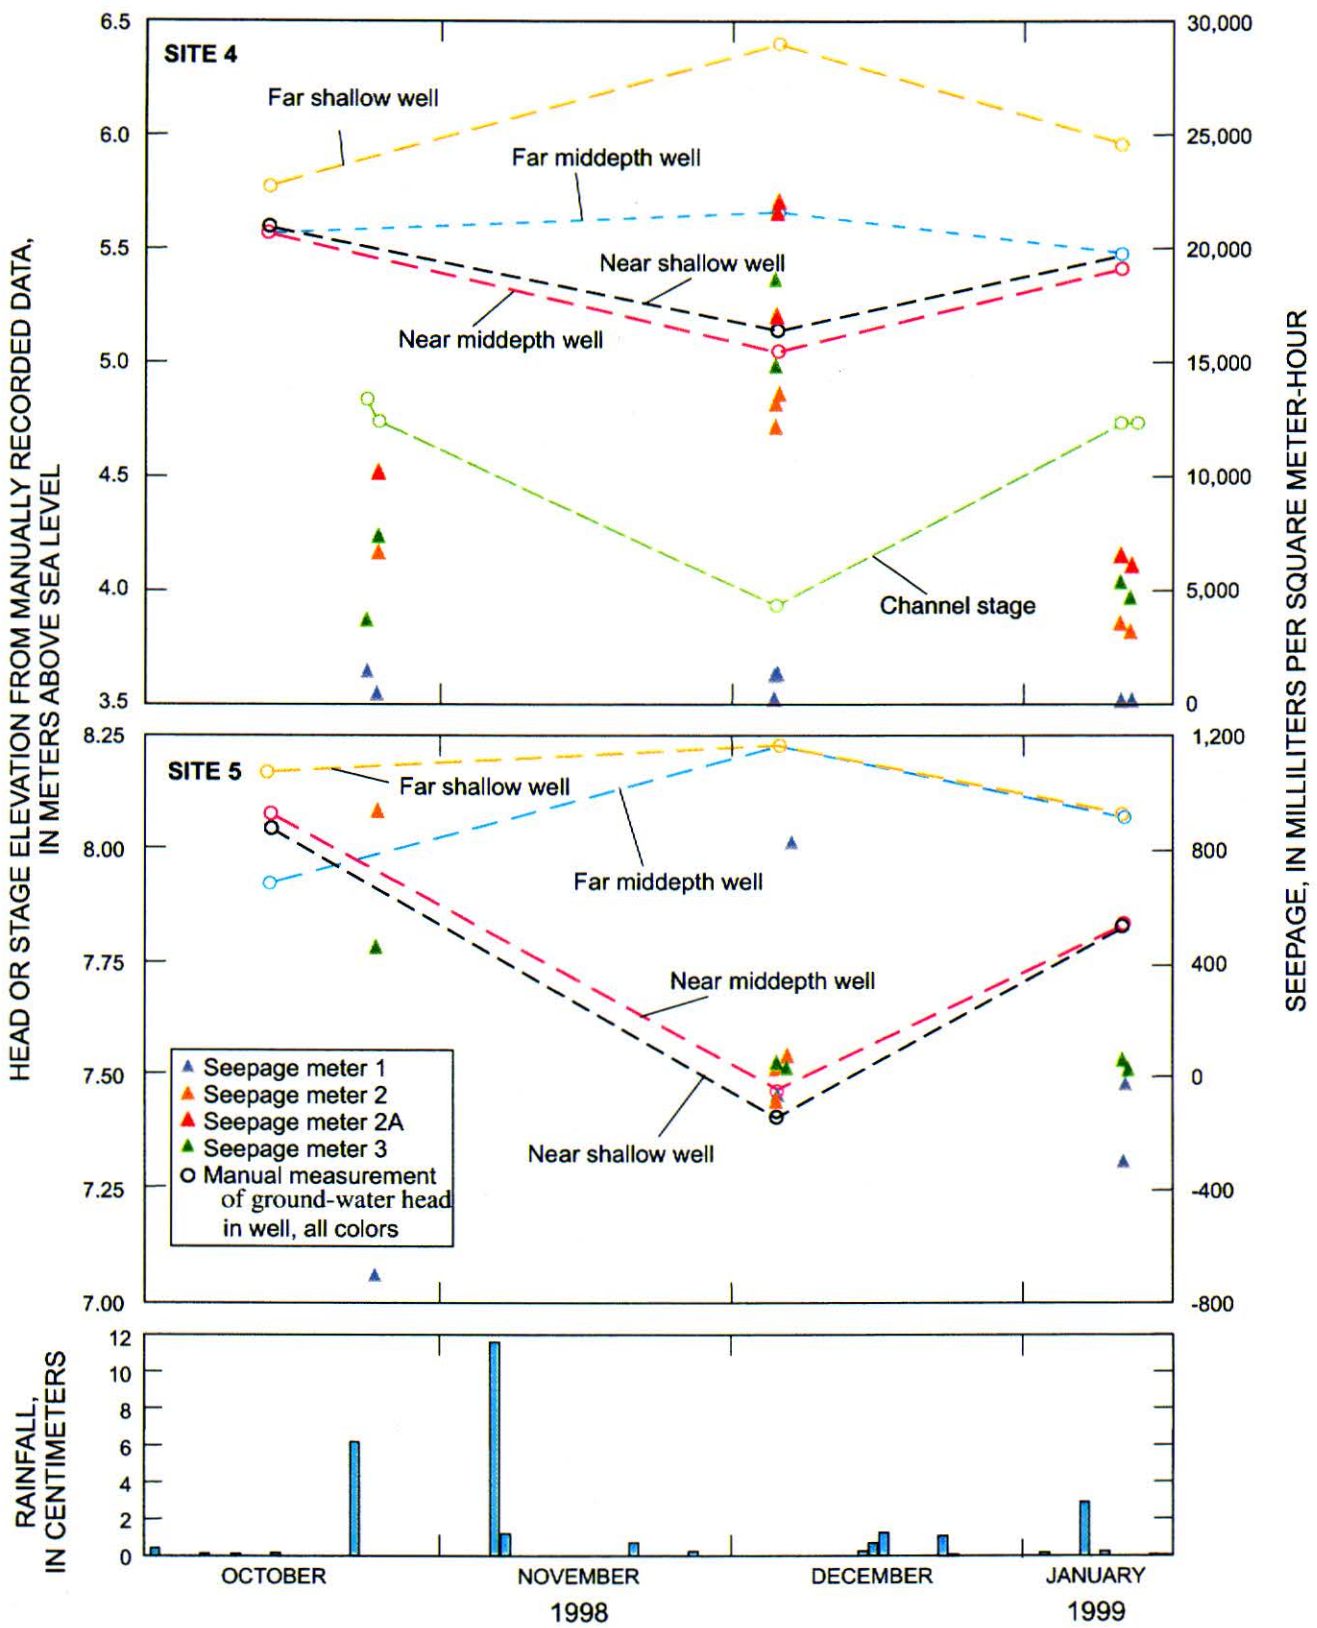 HEAD OR STAGE ELEVATION FROM MANUALLY RECORDED DATA,
IN METERS ABOVE SEA LEVEL
SEEPAGE, IN MILLILITERS PER SQUARE METER-HOUR
SITE 4
6.5
6.0
5.5
5.0
4.5
4.0
3.5
30,000
25,000
20,000
15,000
10,000
5,000
0
Far shallow well
Far middepth well
Near shallow well
Near middepth well
Channel stage
SITE 5
8.25
8.00
7.75
7.50
7.25
7.00
1,200
800
400
0
-400
-800
Far shallow well
Far middepth well
Near middepth well
Near shallow well
Seepage meter 1
Seepage meter 2
Seepage meter 2A
Seepage meter 3
Manual measurement
of ground-water head
in well, all colors
RAINFALL,
IN CENTIMETERS
12
10
8
6
4
2
0
OCTOBER NOVEMBER DECEMBER JANUARY
1998 1999